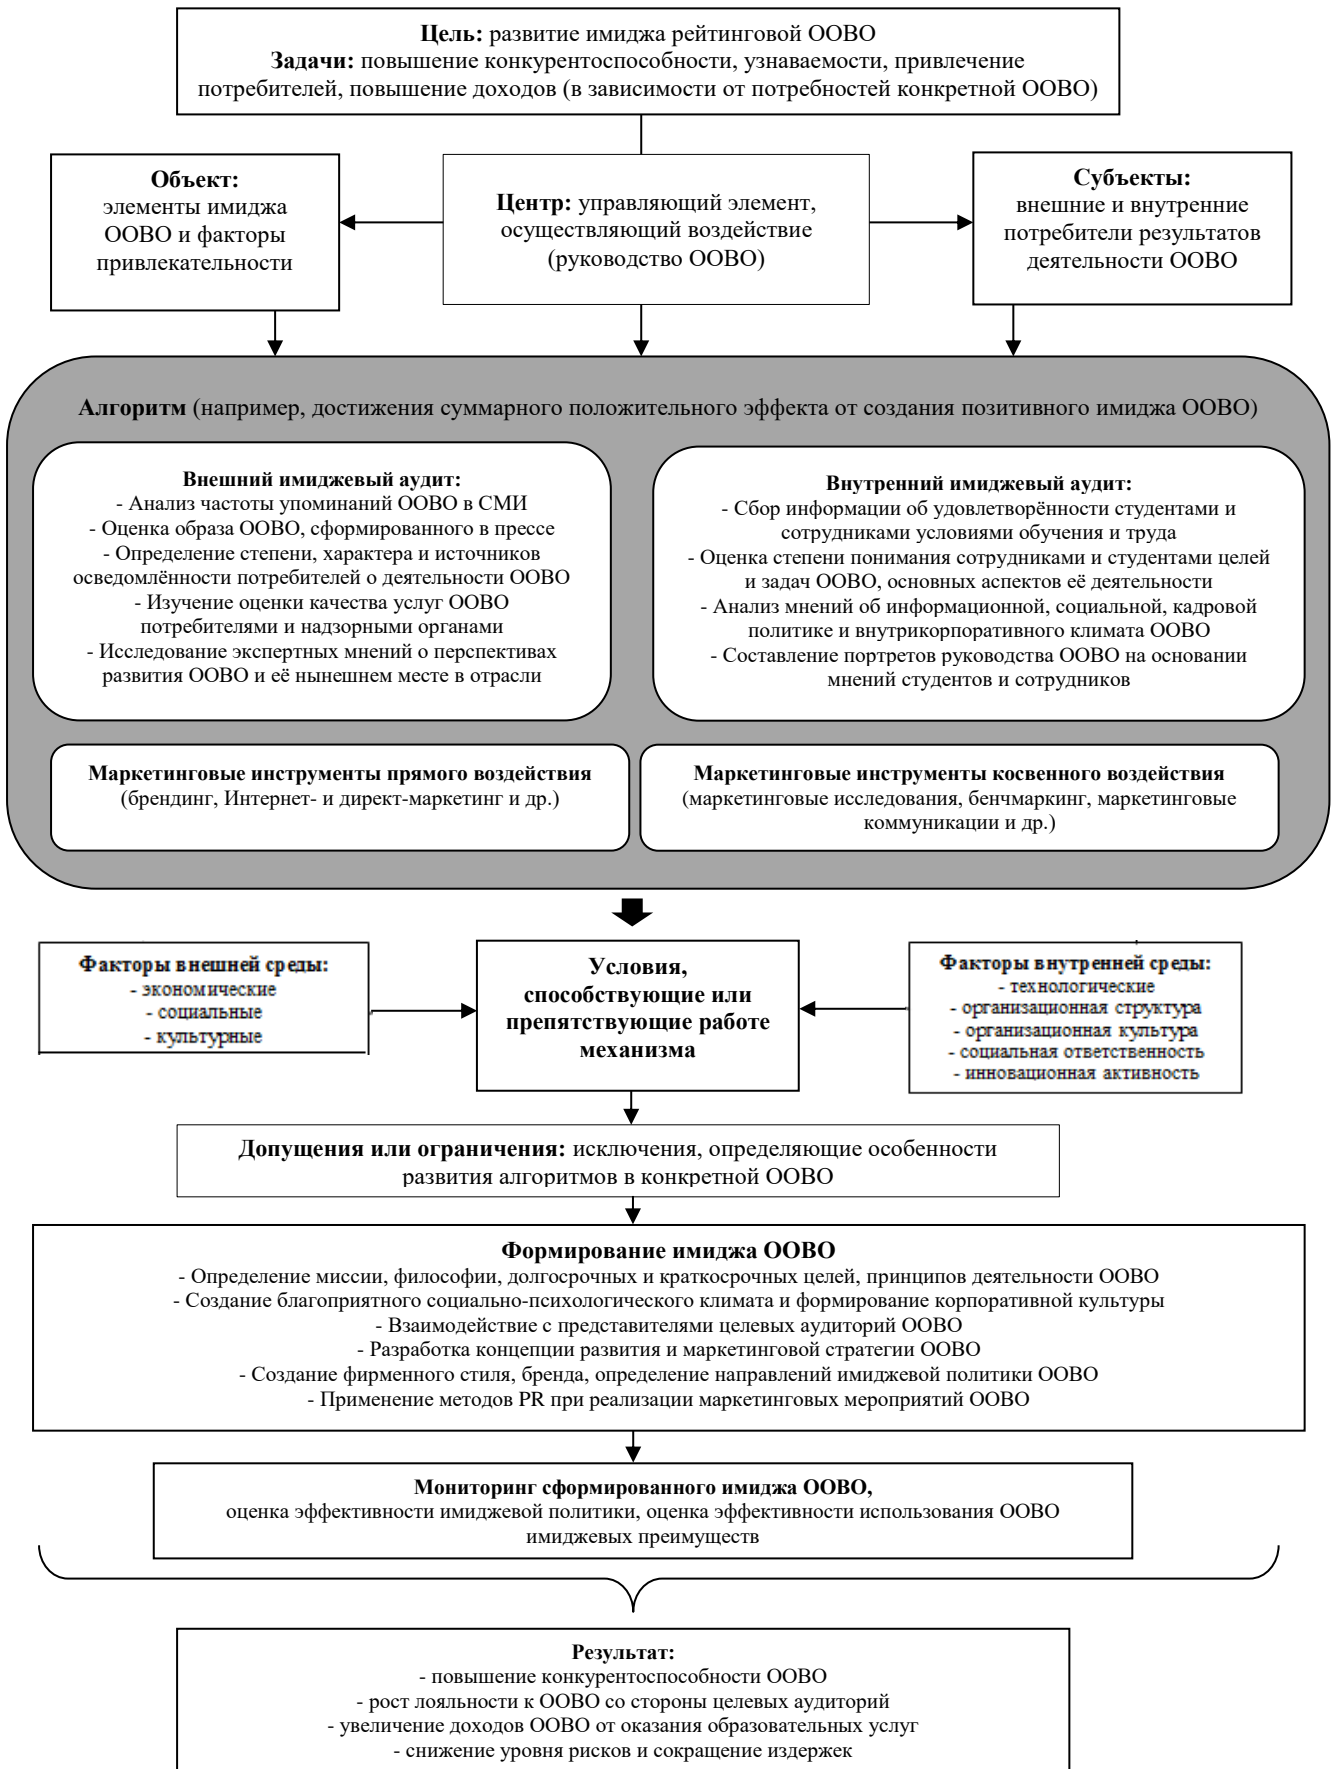 Цель: развитие имиджа рейтинговой ООВО
Задачи: повышение конкурентоспособности, узнаваемости, привлечение
потребителей, повышение доходов (в зависимости от потребностей конкретной ООВО)
Объект:
элементы имиджа
ООВО и факторы
привлекательности
Центр: управляющий элемент,
осуществляющий воздействие
(руководство ООВО)
Субъекты:
внешние и внутренние
потребители результатов
деятельности ООВО
Алгоритм (например, достижения суммарного положительного эффекта от создания позитивного имиджа ООВО)
Внешний имиджевый аудит:
- Анализ частоты упоминаний ООВО в СМИ
- Оценка образа ООВО, сформированного в прессе
- Определение степени, характера и источников
осведомлённости потребителей о деятельности ООВО
- Изучение оценки качества услуг ООВО
потребителями и надзорными органами
- Исследование экспертных мнений о перспективах
развития ООВО и её нынешнем месте в отрасли
Внутренний имиджевый аудит:
- Сбор информации об удовлетворённости студентами и
сотрудниками условиями обучения и труда
- Оценка степени понимания сотрудниками и студентами целей
и задач ООВО, основных аспектов её деятельности
- Анализ мнений об информационной, социальной, кадровой
политике и внутрикорпоративного климата ООВО
- Составление портретов руководства ООВО на основании
мнений студентов и сотрудников
Маркетинговые инструменты прямого воздействия
(брендинг, Интернет- и директ-маркетинг и др.)
Маркетинговые инструменты косвенного воздействия
(маркетинговые исследования, бенчмаркинг, маркетинговые
коммуникации и др.)
Факторы внешней среды:
- экономические
- социальные
- культурные
Условия,
способствующие или
препятствующие работе
механизма
Факторы внутренней среды:
- технологические
- организационная структура
- организационная культура
- социальная ответственность
- инновационная активность
Допущения или ограничения: исключения, определяющие особенности
развития алгоритмов в конкретной ООВО
Формирование имиджа ООВО
- Определение миссии, философии, долгосрочных и краткосрочных целей, принципов деятельности ООВО
- Создание благоприятного социально-психологического климата и формирование корпоративной культуры
- Взаимодействие с представителями целевых аудиторий ООВО
- Разработка концепции развития и маркетинговой стратегии ООВО
- Создание фирменного стиля, бренда, определение направлений имиджевой политики ООВО
- Применение методов PR при реализации маркетинговых мероприятий ООВО
Мониторинг сформированного имиджа ООВО,
оценка эффективности имиджевой политики, оценка эффективности использования ООВО
имиджевых преимуществ
Результат:
- повышение конкурентоспособности ООВО
- рост лояльности к ООВО со стороны целевых аудиторий
- увеличение доходов ООВО от оказания образовательных услуг
- снижение уровня рисков и сокращение издержек